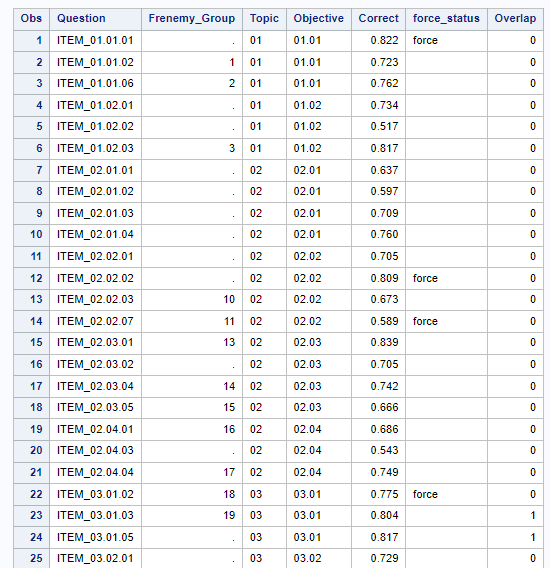 Obs Question Frenemy_Group Topic Objective Correct force_status Overlap
1 ITEM_01.01.01 . 01 01.01 0.822 force 0
2 ITEM_01.01.02 1 01 01.01 0.723 0
3 ITEM_01.01.06 2 01 01.01 0.762 0
4 ITEM_01.02.01 . 01 01.02 0.734 0
5 ITEM_01.02.02 . 01 01.02 0.517 0
6 ITEM_01.02.03 3 01 01.02 0.817 0
7 ITEM_02.01.01 . 02 02.01 0.637 0
8 ITEM_02.01.02 . 02 02.01 0.597 0
9 ITEM_02.01.03 . 02 02.01 0.709 0
10 ITEM_02.01.04 . 02 02.01 0.760 0
11 ITEM_02.02.01 . 02 02.02 0.705 0
12 ITEM_02.02.02 . 02 02.02 0.809 force 0
13 ITEM_02.02.03 10 02 02.02 0.673 0
14 ITEM_02.02.07 11 02 02.02 0.589 force 0
15 ITEM_02.03.01 13 02 02.03 0.839 0
16 ITEM_02.03.02 . 02 02.03 0.705 0
17 ITEM_02.03.04 14 02 02.03 0.742 0
18 ITEM_02.03.05 15 02 02.03 0.666 0
19 ITEM_02.04.01 16 02 02.04 0.686 0
20 ITEM_02.04.03 . 02 02.04 0.543 0
21 ITEM_02.04.04 17 02 02.04 0.749 0
22 ITEM_03.01.02 18 03 03.01 0.775 force 0
23 ITEM_03.01.03 19 03 03.01 0.804 1
24 ITEM_03.01.05 . 03 03.01 0.817 1
25 ITEM_03.02.01 . 03 03.02 0.729 0